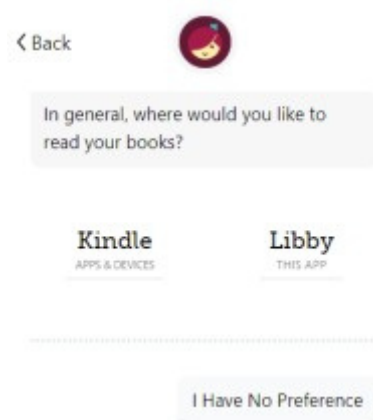 Back
In general, where would you like to
read your books?
Kindle
APPS & DEVICES
Libby
THIS APP
I Have No Preference